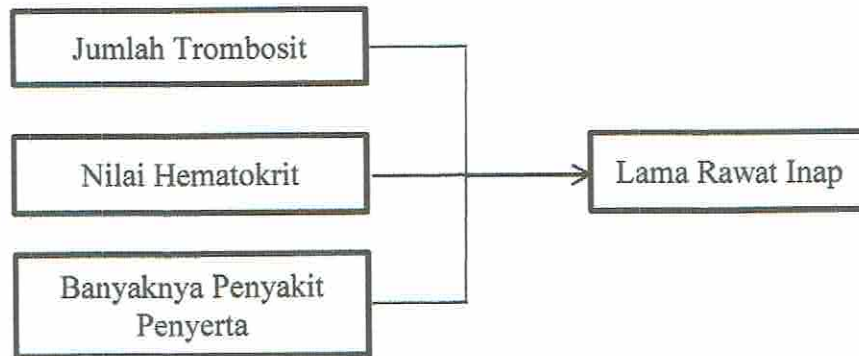 Jumlah Trombosit
Nilai Hematokrit
Lama Rawat Inap
Banyaknya Penyakit
Penyerta